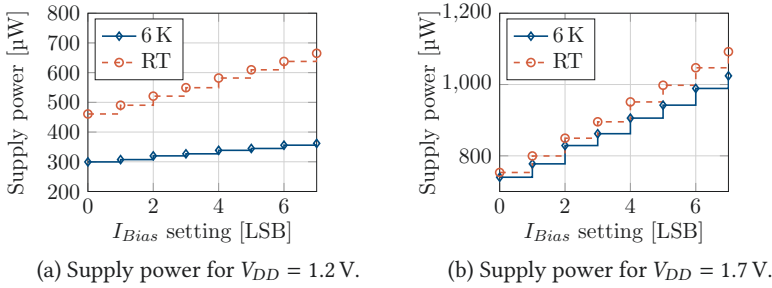 Supply power [µW]
800
700
600
500
400
300
200
6 K
RT
0 2 4 6
I_Bias setting [LSB]
(a) Supply power for V_DD = 1.2 V.
Supply power [µW]
1,200
1,000
800
6 K
RT
0 2 4 6
I_Bias setting [LSB]
(b) Supply power for V_DD = 1.7 V.